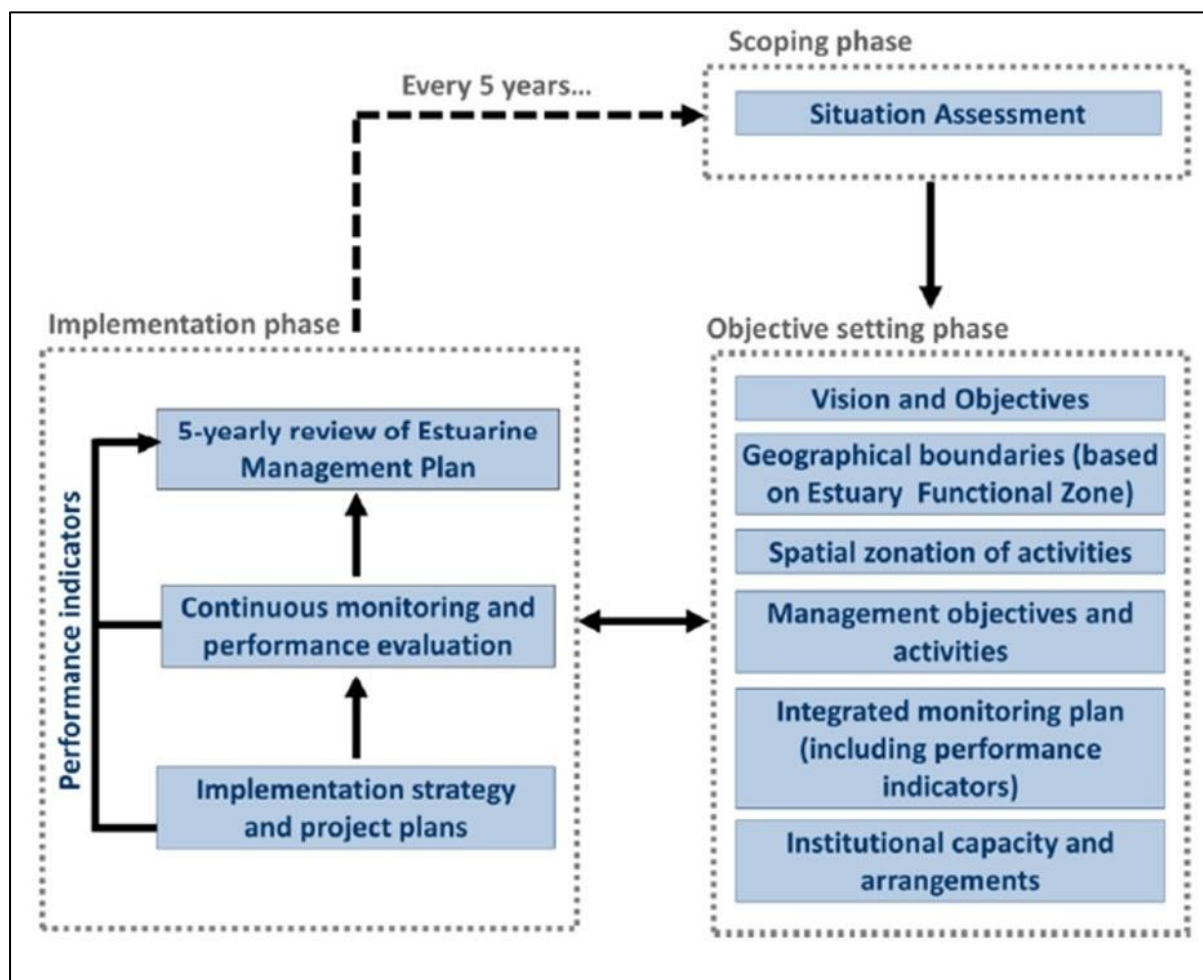 Scoping phase
Every 5 years...
Situation Assessment
Implementation phase
Objective setting phase
5-yearly review of Estuarine
Management Plan
Continuous monitoring and
performance evaluation
Implementation strategy
and project plans
Performance indicators
Vision and Objectives
Geographical boundaries (based
on Estuary Functional Zone)
Spatial zonation of activities
Management objectives and
activities
Integrated monitoring plan
(including performance
indicators)
Institutional capacity and
arrangements